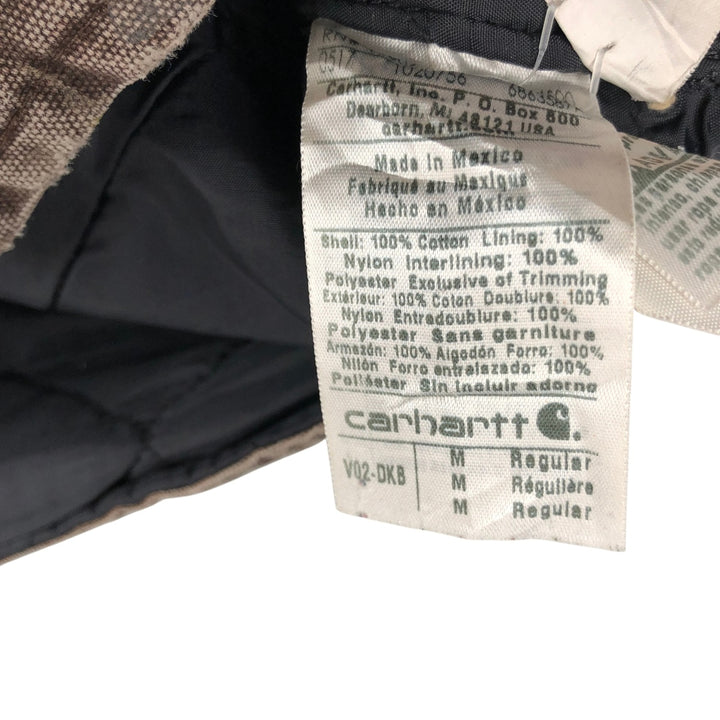 0517 1020756
Carhartt, Inc. P. O. Box 600
Dearborn, MI 48121 USA
carhartt.com
Made in Mexico
Fabriqué au Mexique
Hecho en México
Shell: 100% Cotton Lining: 100%
Nylon Interlining: 100%
Polyester Exclusive of Trimming
Extérieur: 100% Coton Doublure: 100%
Nylon Entredoublure: 100%
Polyester Sans garniture
Armazón: 100% Algodón Forro: 100%
Nilón Forro entrelazado: 100%
Poliéster Sin incluir adorno
carhartt
V02-DKB M Regular
M Régulière
M Regular